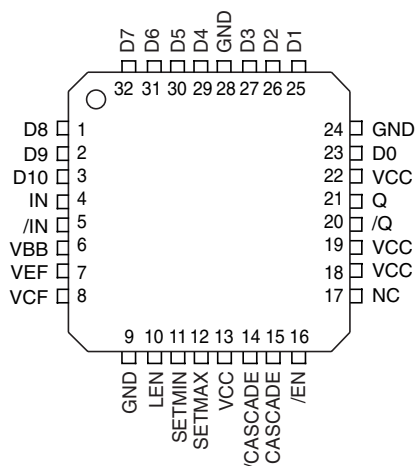 D7 D6 D5 D4 GND D3 D2 D1
32 31 30 29 28 27 26 25
D8 1 24 GND
D9 2 23 D0
D10 3 22 VCC
IN 4 21 Q
/IN 5 20 /Q
VBB 6 19 VCC
VEF 7 18 VCC
VCF 8 17 NC
9 10 11 12 13 14 15 16
GND LEN SETMIN SETMAX VCC /CASCADE CASCADE /EN